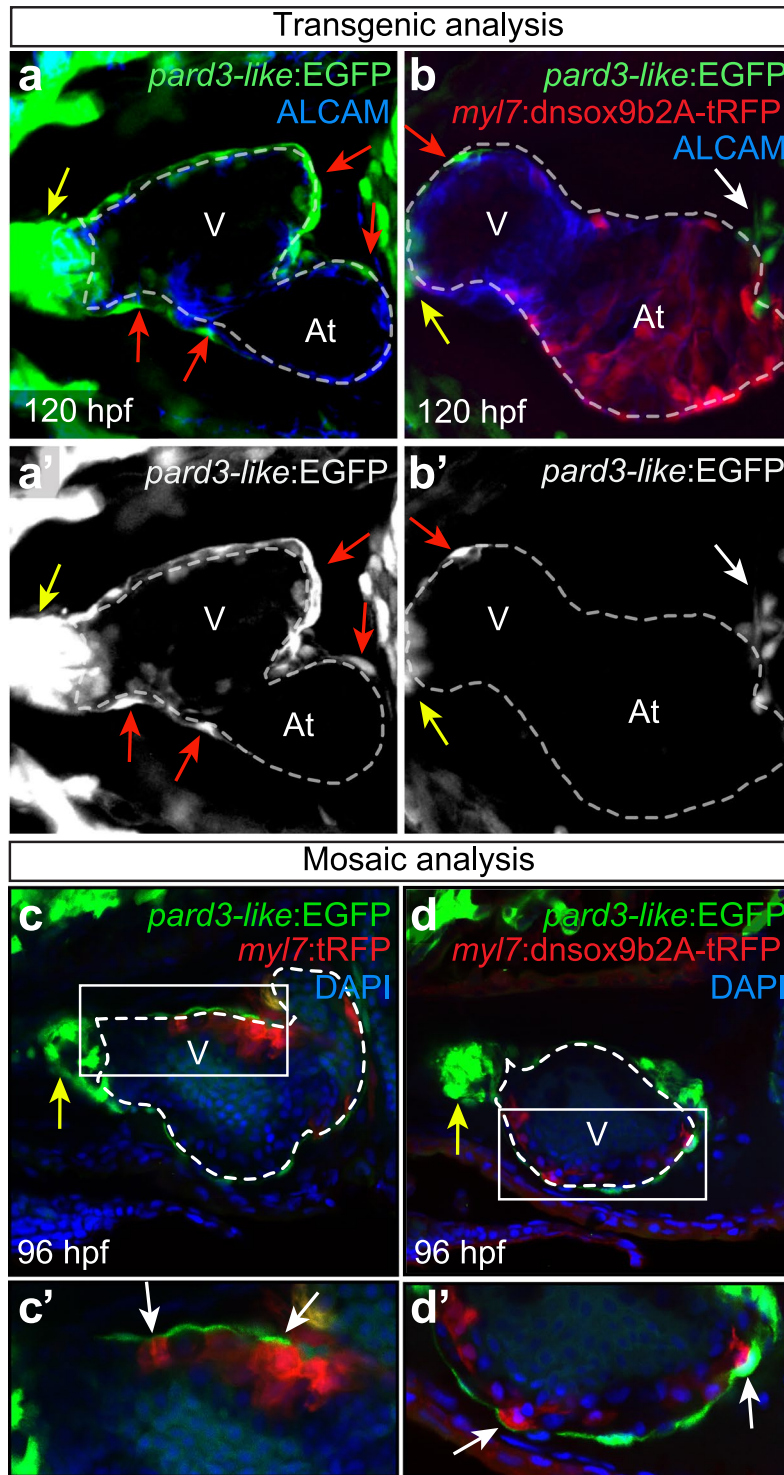 Transgenic analysis
a
pard3-like:EGFP
ALCAM
V
At
120 hpf
b
pard3-like:EGFP
myl7:dnsox9b2A-tRFP
ALCAM
V
At
120 hpf
a'
pard3-like:EGFP
V
At
b'
pard3-like:EGFP
V
At
Mosaic analysis
c
pard3-like:EGFP
myl7:tRFP
DAPI
V
96 hpf
d
pard3-like:EGFP
myl7:dnsox9b2A-tRFP
DAPI
V
96 hpf
c'
d'